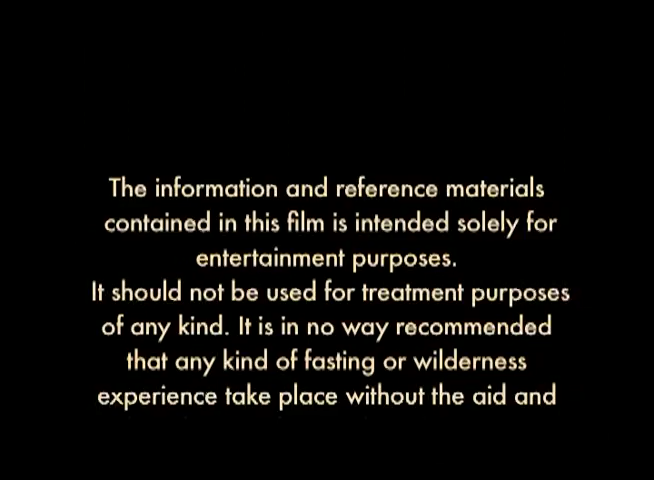 The information and reference materials
contained in this film is intended solely for
entertainment purposes.
It should not be used for treatment purposes
of any kind. It is in no way recommended
that any kind of fasting or wilderness
experience take place without the aid and